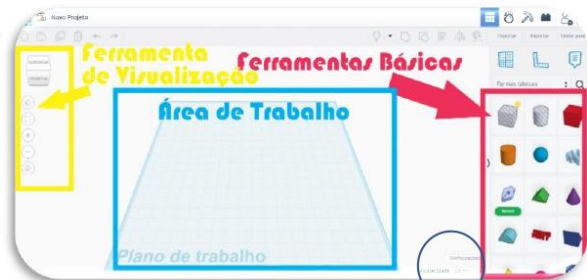 Novo Projeto
Importar Exportar
Ferramenta
de Visualização
Ferramentas Básicas
Área de Trabalho
Plano de trabalho